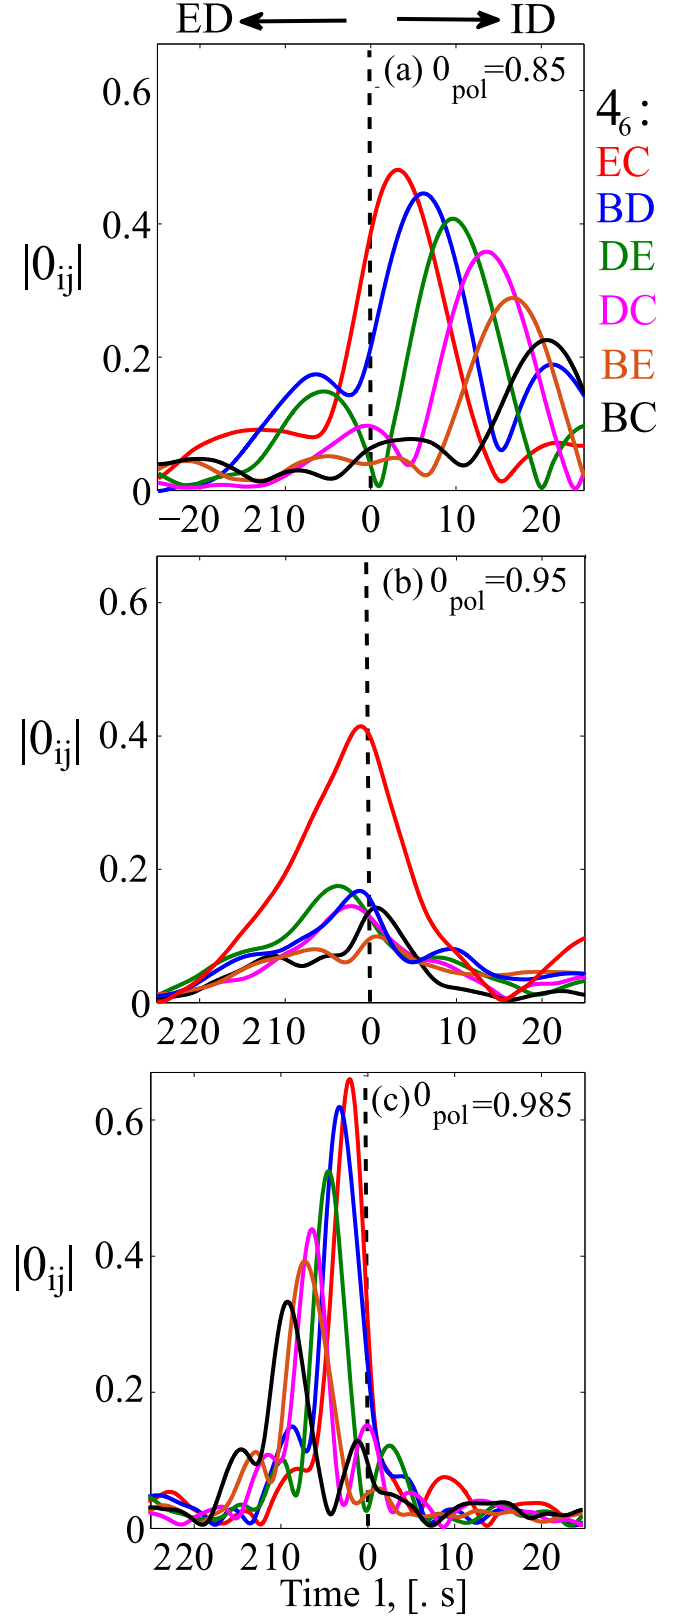 ED ID
(a) 0pol=0.85
46:
EC
BD
DE
DC
BE
BC
|0ij|
0.6
0.4
0.2
0
−20 210 0 10 20
(b) 0pol=0.95
|0ij|
0.6
0.4
0.2
0
220 210 0 10 20
(c) 0pol=0.985
|0ij|
0.6
0.4
0.2
0
220 210 0 10 20
Time 1, [. s]